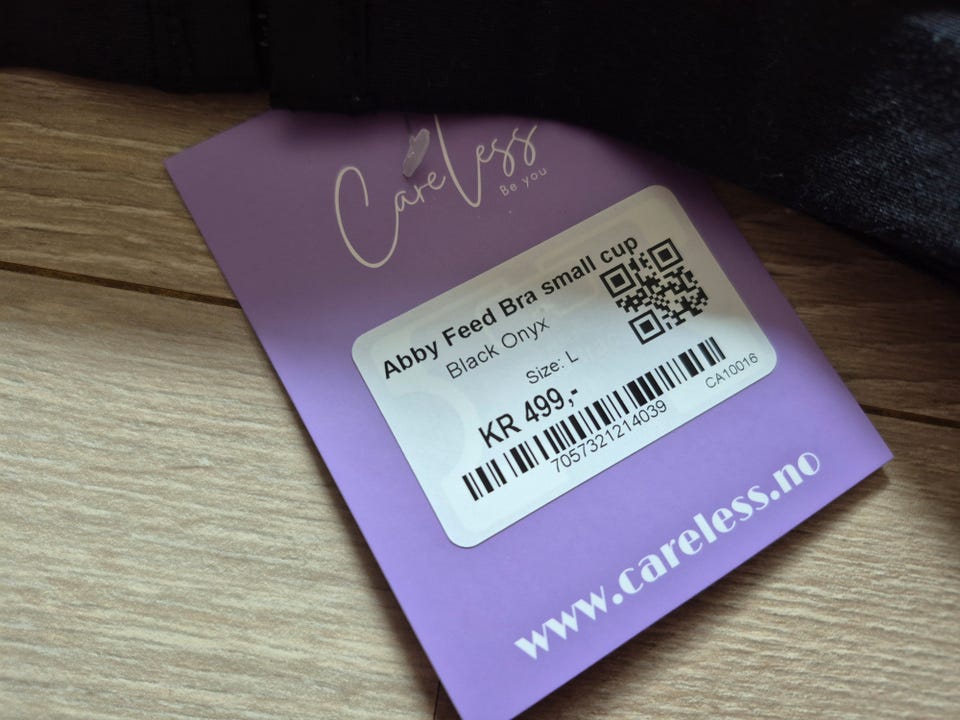 CareLess
Be you
Abby Feed Bra small cup
Black Onyx
Size: L
KR 499,-
7057321214039
CA10016
www.careless.no